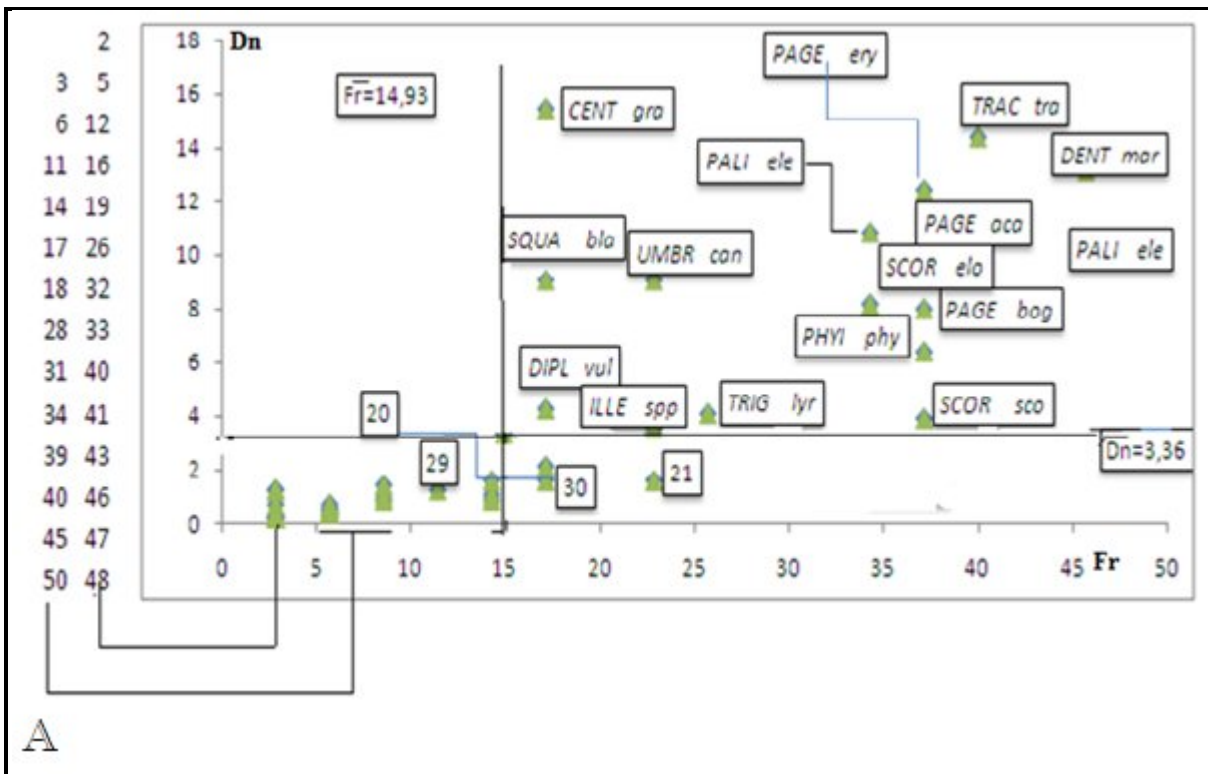 2
3 5
6 12
11 16
14 19
17 26
18 32
28 33
31 40
34 41
39 43
40 46
45 47
50 48
18
16
14
12
10
8
6
4
2
0
Dn
Fr=14,93
PAGE ery
CENT gra
TRAC tra
PALI ele
DENT mar
SQUA bla
UMBR can
PAGE aca
PALI ele
SCOR elo
PAGE bog
PHYI phy
DIPL vul
ILLE spp
TRIG lyr
SCOR sco
20
29
30
21
Dn=3,36
0 5 10 15 20 25 30 35 40 45 50
Fr
A